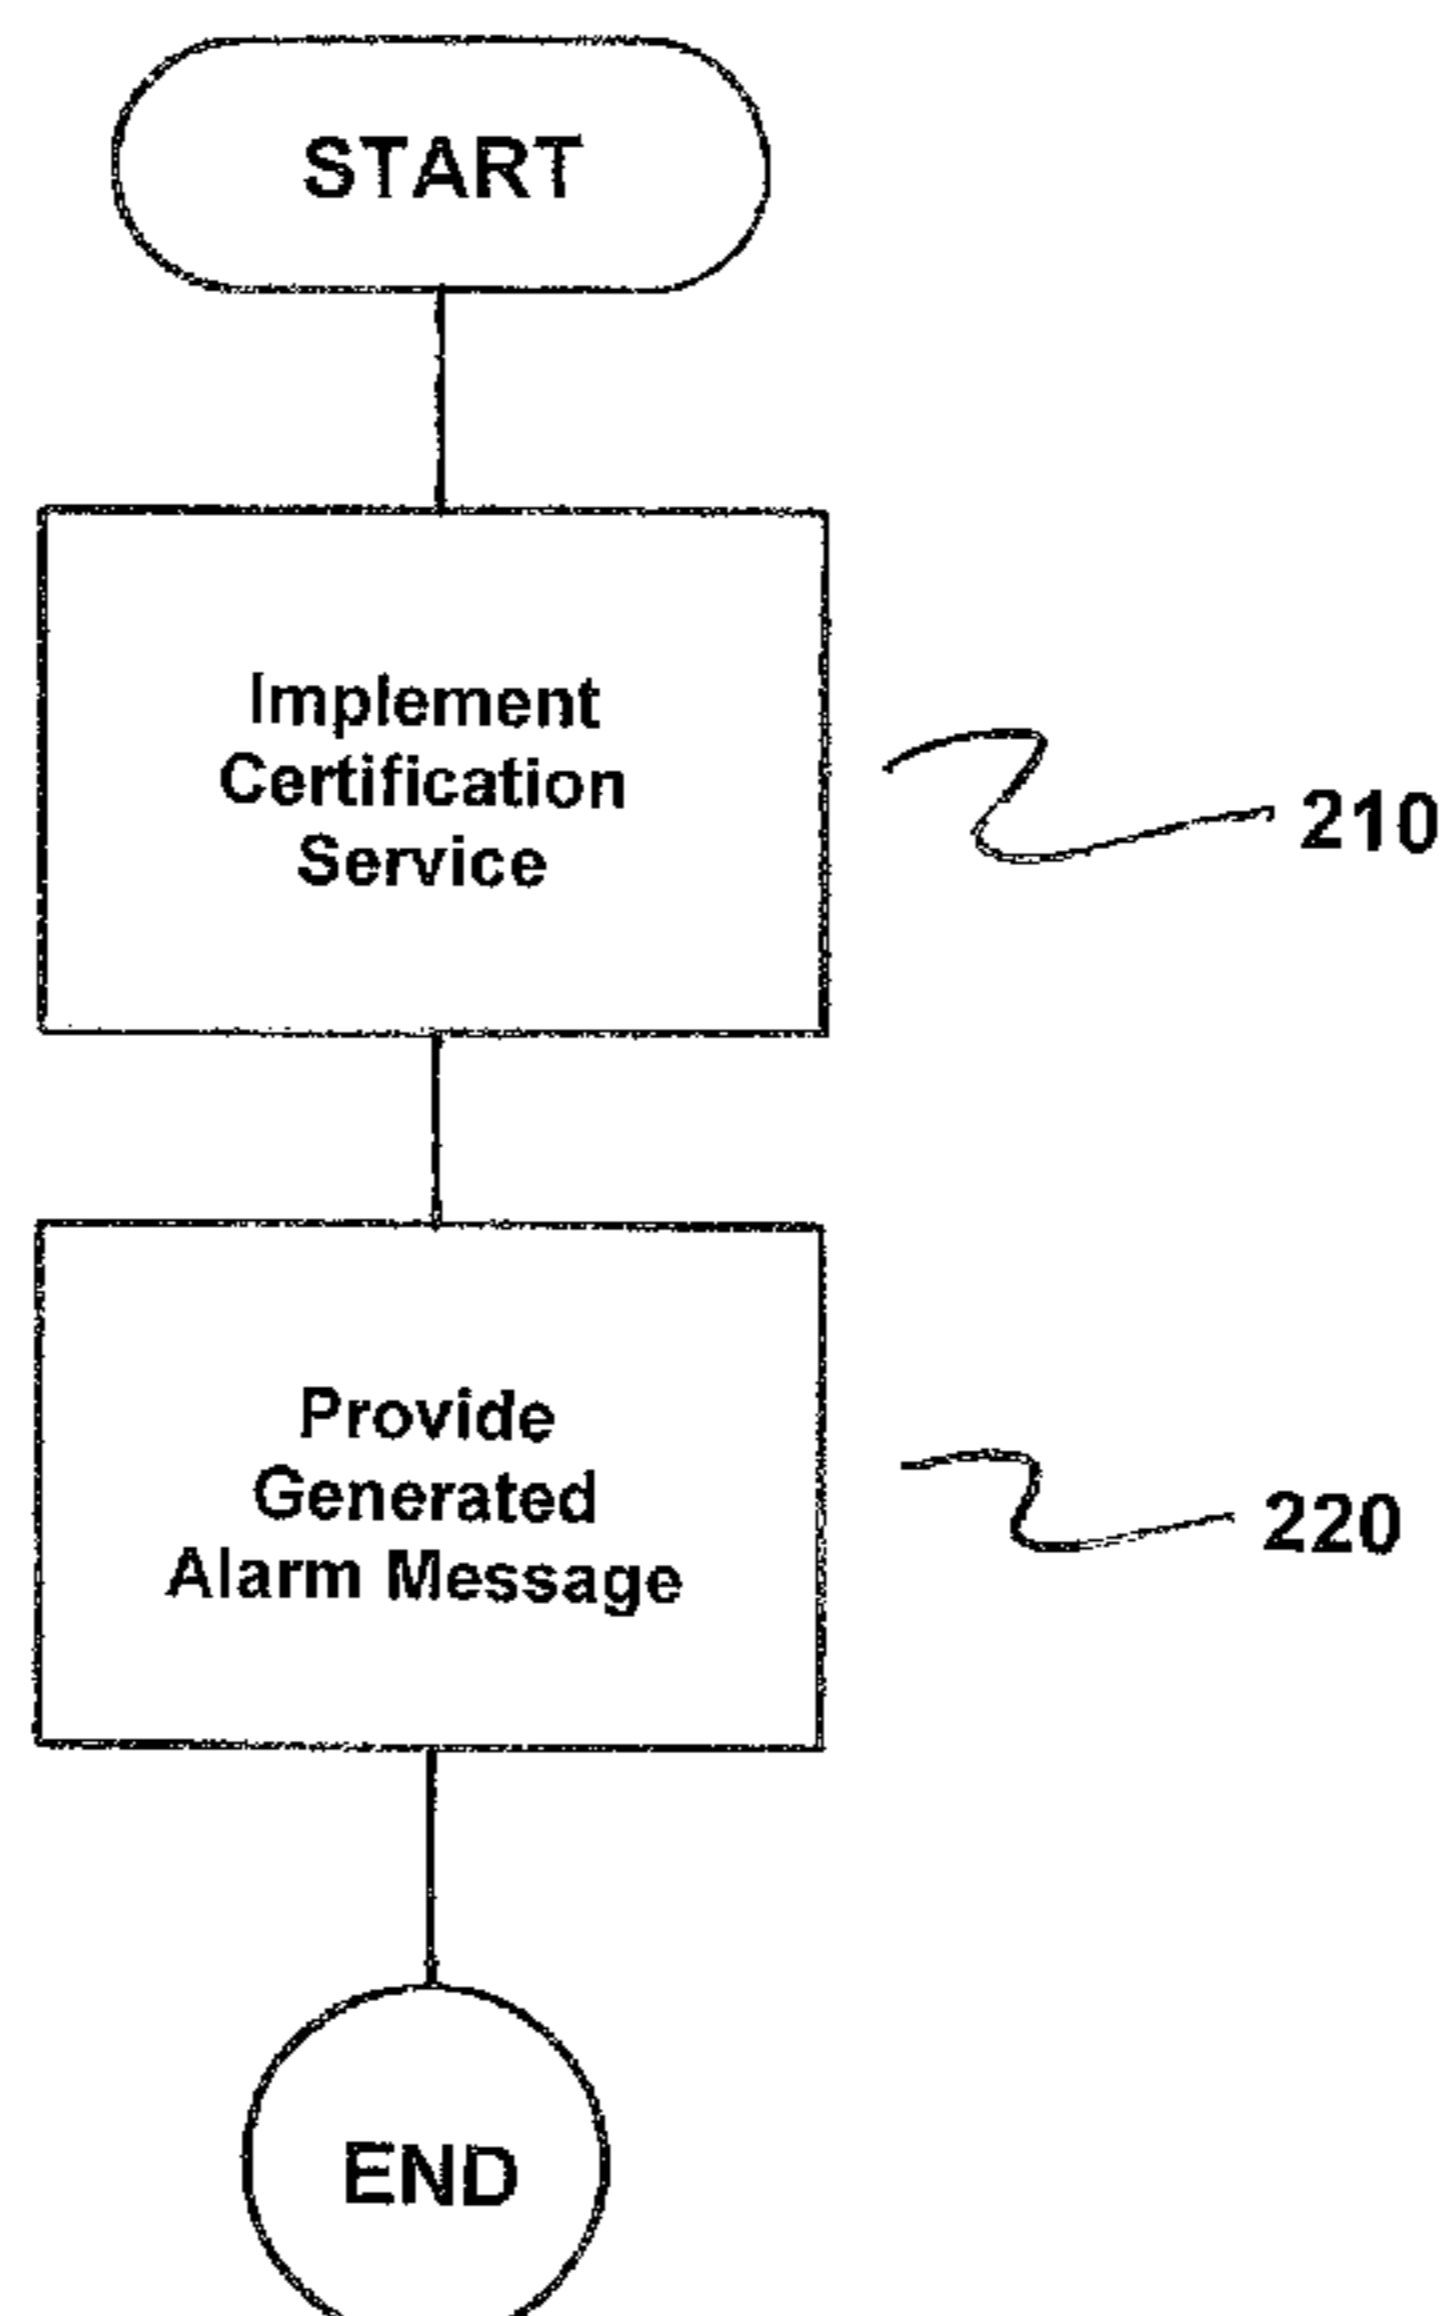 START
Implement
Certification
Service
210
Provide
Generated
Alarm Message
220
END